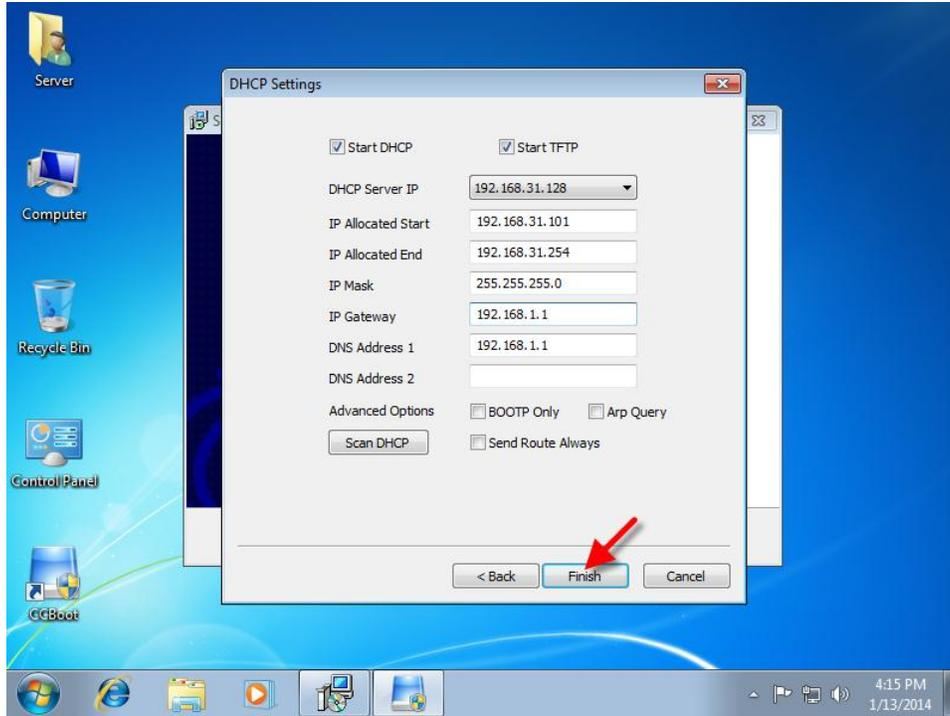 Server
Computer
Recycle Bin
Control Panel
CCBoot
S
DHCP Settings
Start DHCP
Start TFTP
DHCP Server IP
192.168.31.128
IP Allocated Start
192.168.31.101
IP Allocated End
192.168.31.254
IP Mask
255.255.255.0
IP Gateway
192.168.1.1
DNS Address 1
192.168.1.1
DNS Address 2
Advanced Options
BOOTP Only
Arp Query
Scan DHCP
Send Route Always
< Back
Finish
Cancel
4:15 PM
1/13/2014